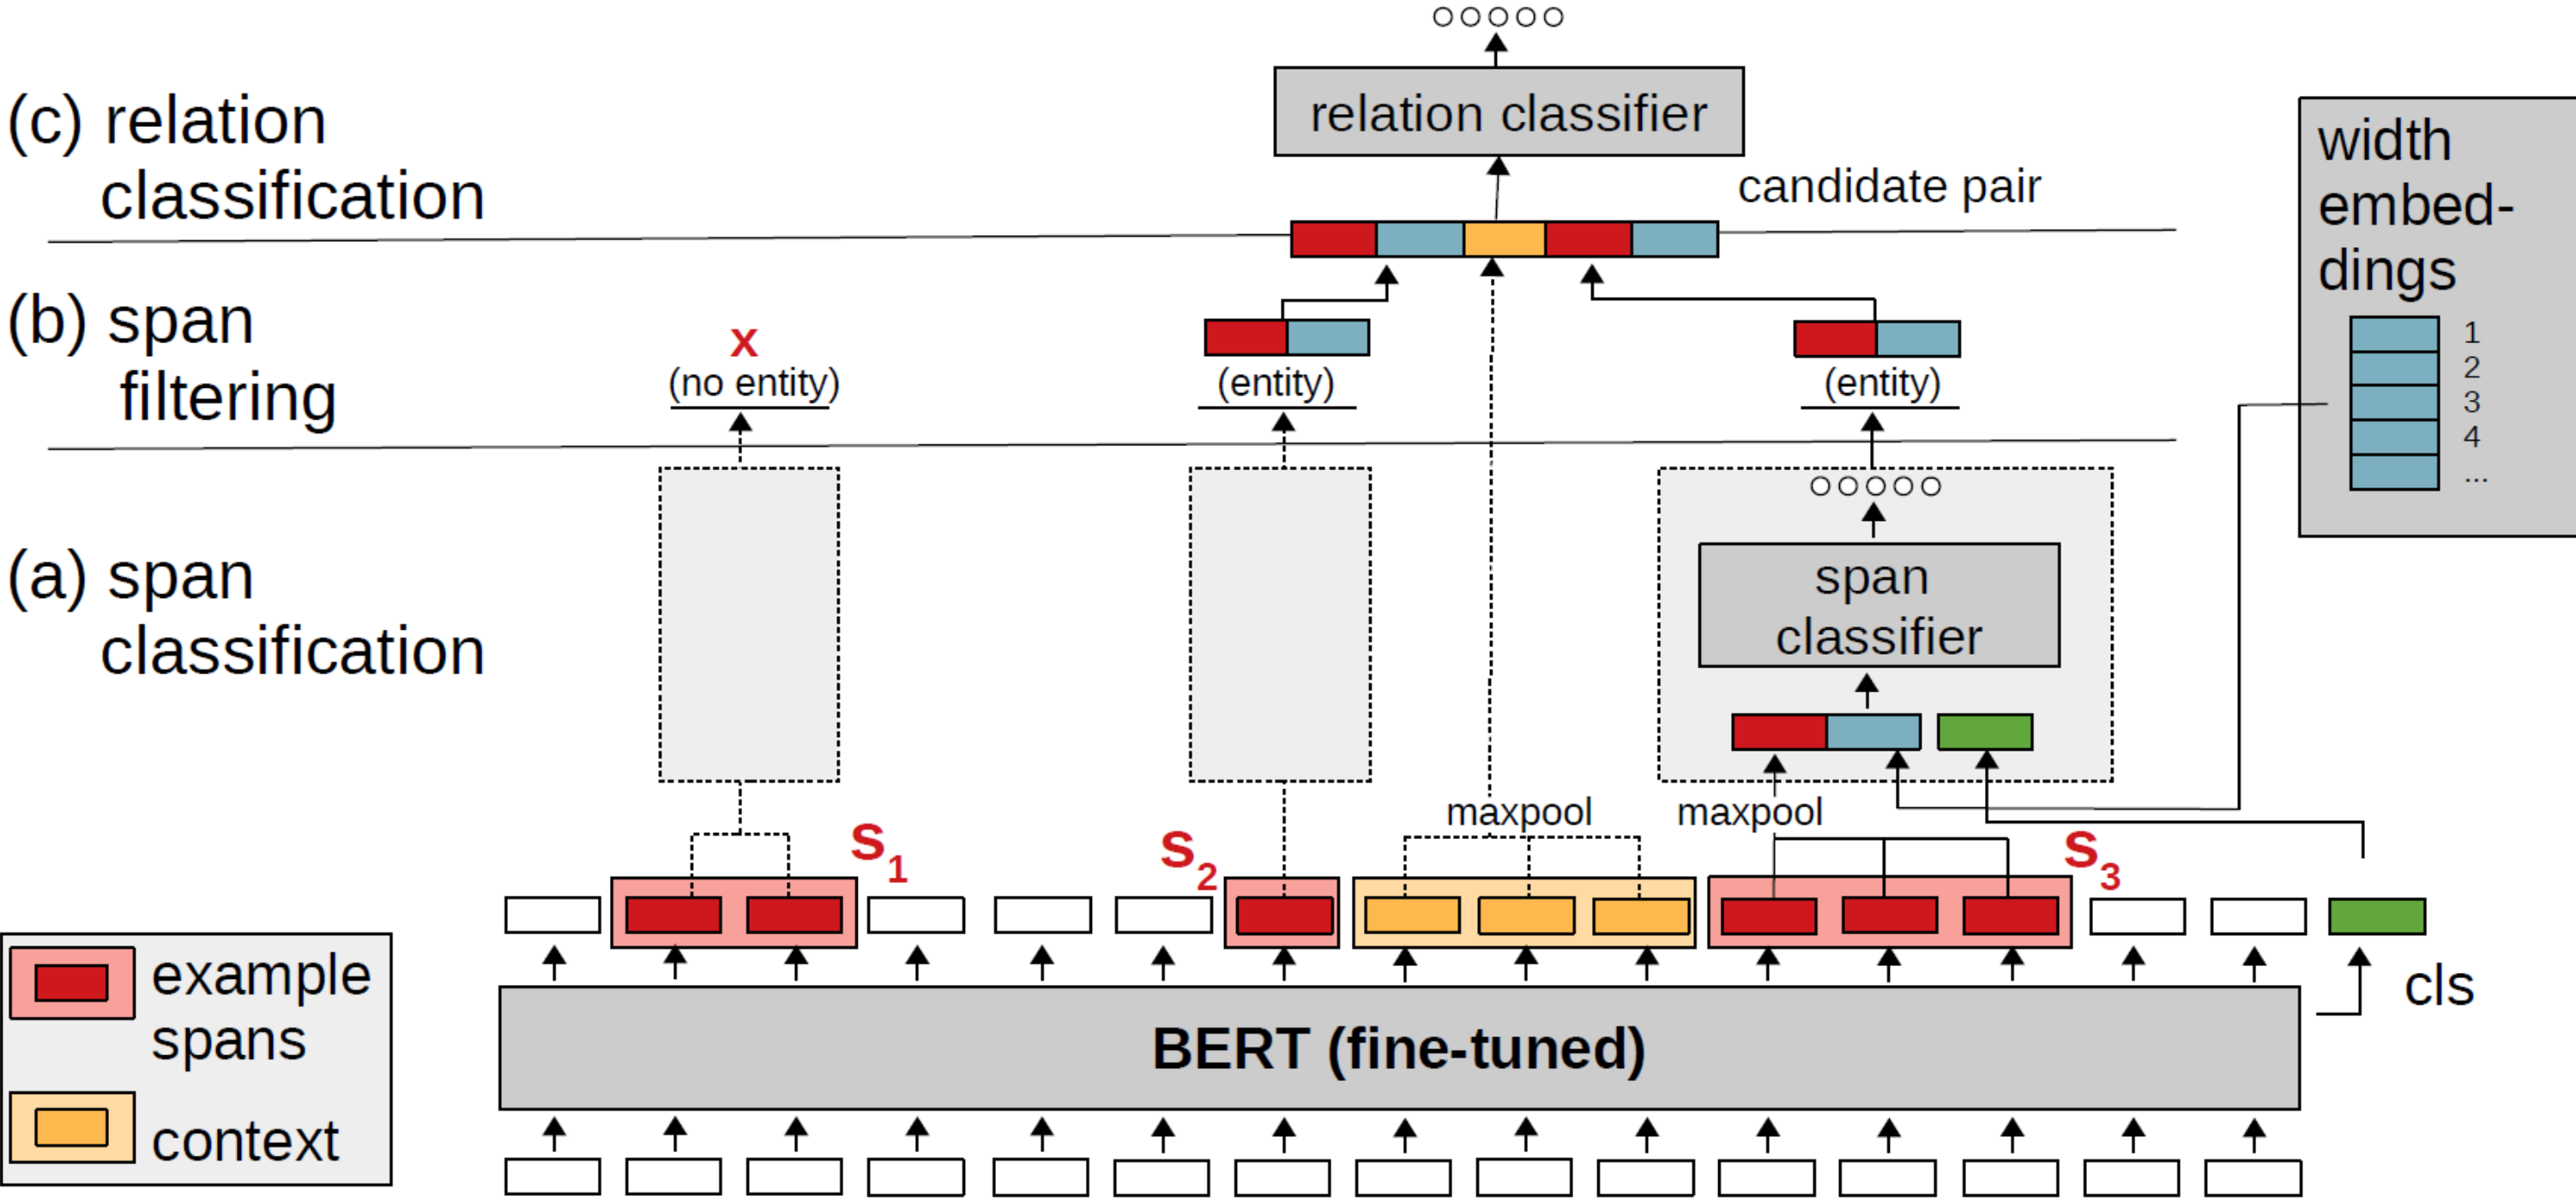 (c) relation
classification
relation classifier
candidate pair
width
embed-
dings
1
2
3
4
...
(b) span
filtering
x
(no entity)
(entity)
(entity)
(a) span
classification
span
classifier
maxpool
maxpool
S1
S2
S3
cls
BERT (fine-tuned)
example
spans
context